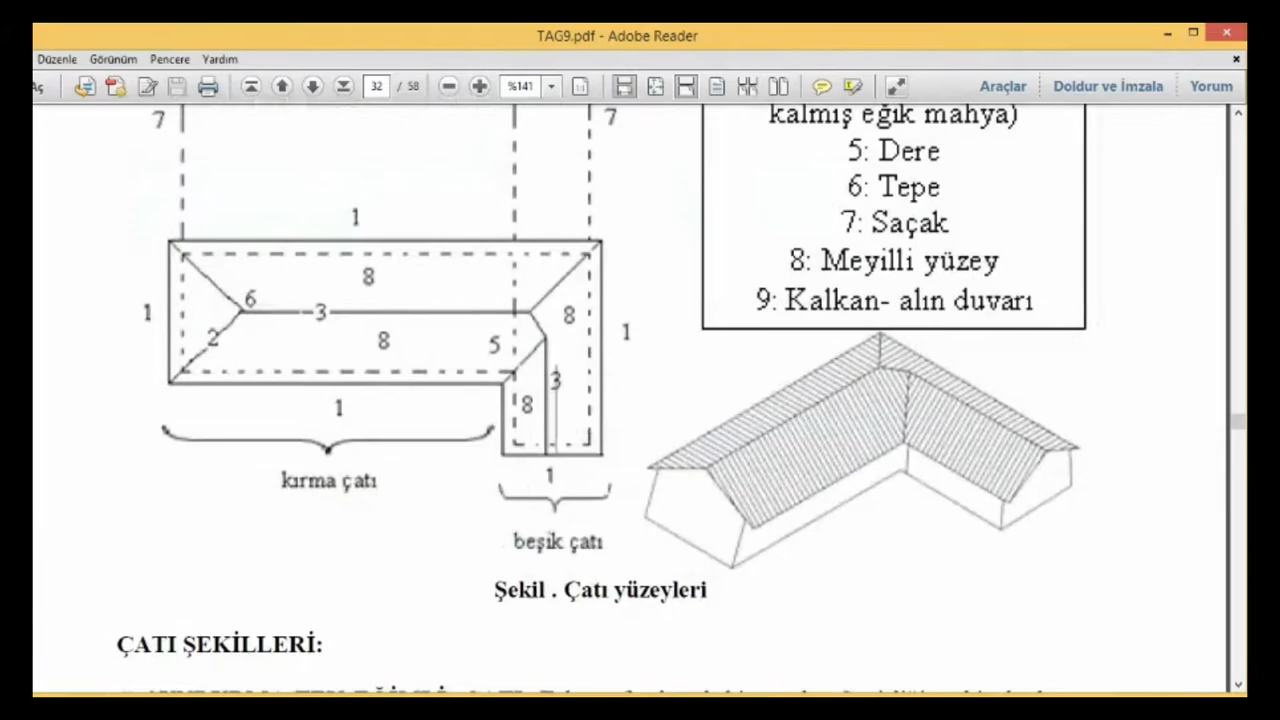 TAG9.pdf - Adobe Reader
Düzenle Görünüm Pencere Yardım
32 / 58 %141 Araçlar Doldur ve İmzala Yorum
7 7
kalmış eğik mahya)
5: Dere
6: Tepe
7: Saçak
8: Meyilli yüzey
9: Kalkan- alın duvarı
1
8
6
3
8
1
1
2
8
5
3
8
1
1
kırma çatı
beşik çatı
Şekil . Çatı yüzeyleri
ÇATI ŞEKİLLERİ: